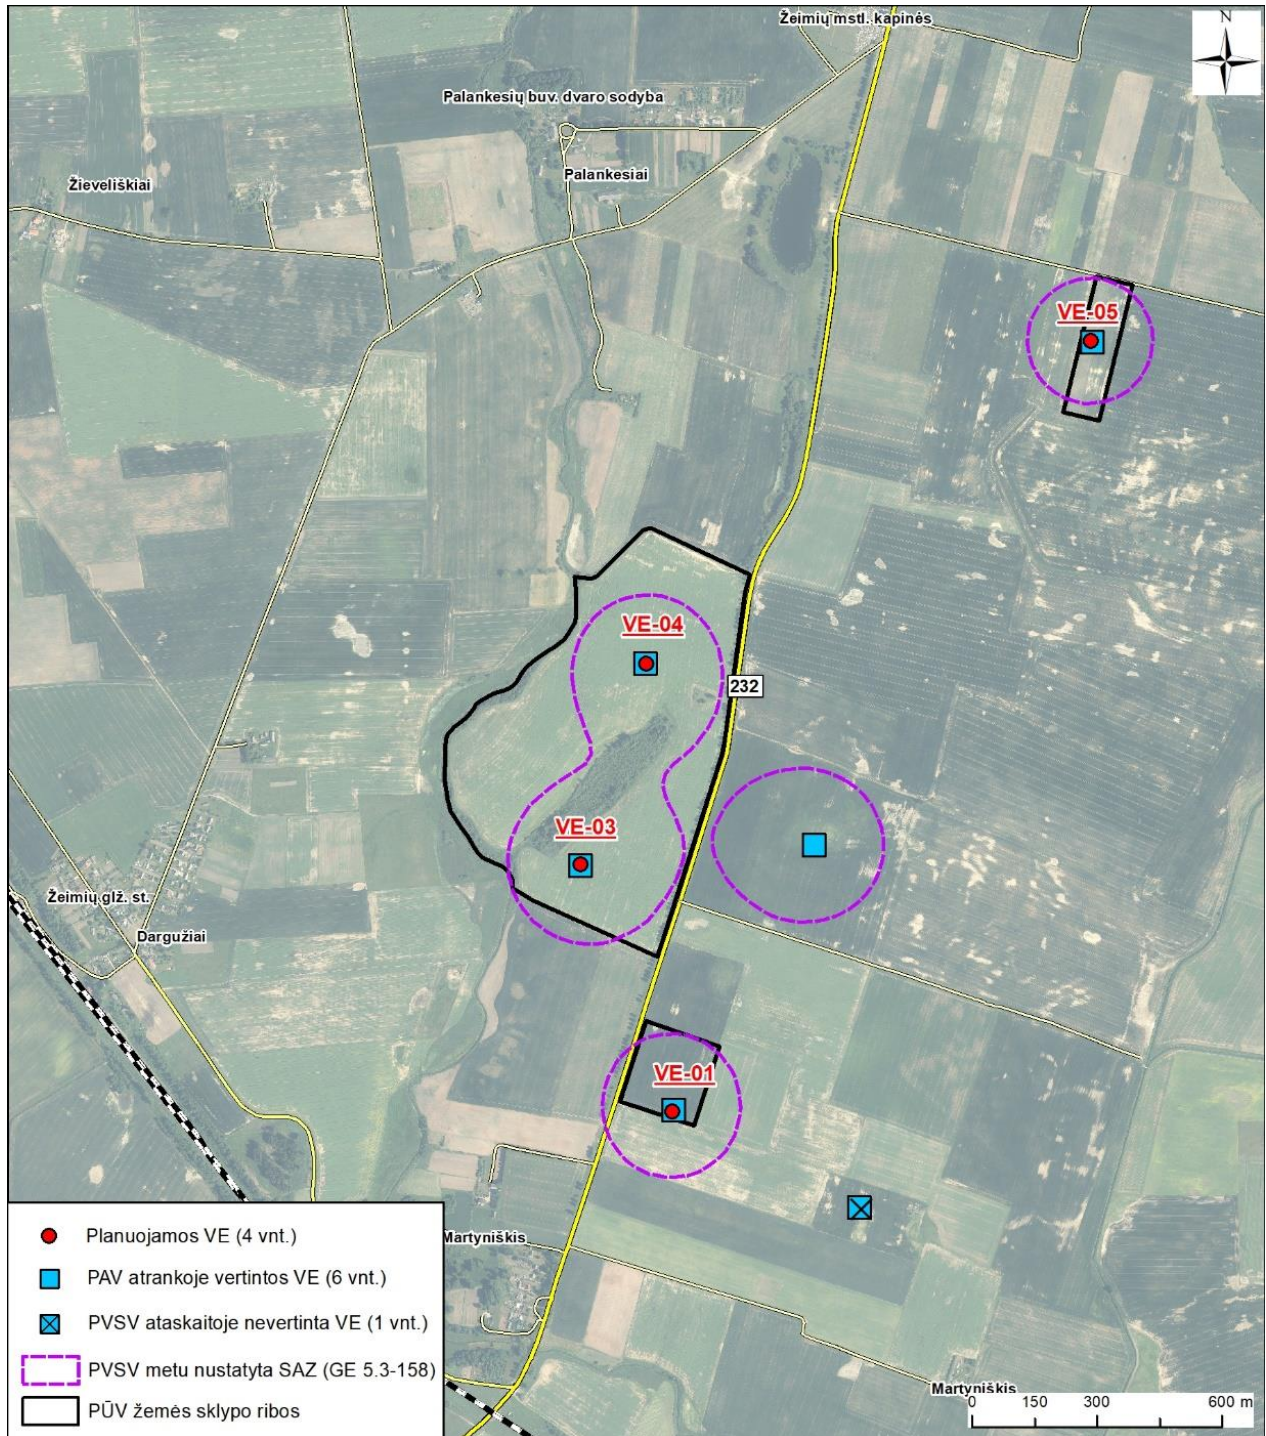 Žeimių mstl. kapinės
N
Palankesių buv. dvaro sodyba
Palankesiai
Žieveliškiai
VE-05
VE-04
232
VE-03
Žeimių glž. st.
Dargužiai
VE-01
Martyniškis
Planuojamos VE (4 vnt.)
PAV atrankoje vertintos VE (6 vnt.)
PVSV ataskaitoje nevertinta VE (1 vnt.)
PVSV metu nustatyta SAZ (GE 5.3-158)
PŪV žemės sklypo ribos
Martyniškis
0 150 300 600 m